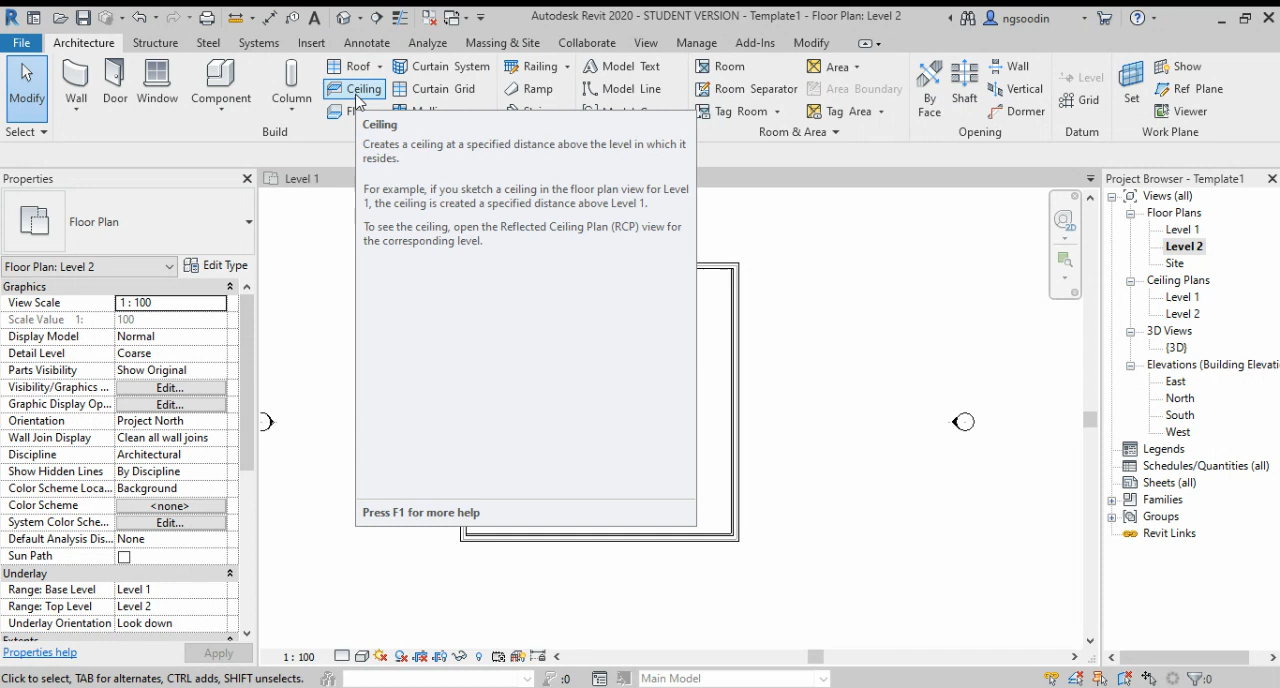 Autodesk Revit 2020 - STUDENT VERSION - Template1 - Floor Plan: Level 2
ngsoodin
File Architecture Structure Steel Systems Insert Annotate Analyze Massing & Site Collaborate View Manage Add-Ins Modify
Modify
Wall
Door
Window
Component
Column
Roof
Ceiling
Curtain System
Curtain Grid
Railing
Ramp
Model Text
Model Line
Room
Room Separator
Tag Room
Area
Area Boundary
Tag Area
By
Face
Shaft
Wall
Vertical
Dormer
Level
Grid
Set
Show
Ref Plane
Viewer
Select
Build
Room & Area
Opening
Datum
Work Plane
Properties
Floor Plan
Floor Plan: Level 2
Edit Type
Graphics
View Scale 1 : 100
Scale Value 1: 100
Display Model Normal
Detail Level Coarse
Parts Visibility Show Original
Visibility/Graphics ... Edit...
Graphic Display Op... Edit...
Orientation Project North
Wall Join Display Clean all wall joins
Discipline Architectural
Show Hidden Lines By Discipline
Color Scheme Loca... Background
Color Scheme <none>
System Color Sche... Edit...
Default Analysis Dis... None
Sun Path
Underlay
Range: Base Level Level 1
Range: Top Level Level 2
Underlay Orientation Look down
Properties help
Apply
Level 1
Ceiling
Creates a ceiling at a specified distance above the level in which it
resides.
For example, if you sketch a ceiling in the floor plan view for Level
1, the ceiling is created a specified distance above Level 1.
To see the ceiling, open the Reflected Ceiling Plan (RCP) view for
the corresponding level.
Press F1 for more help
2D
Project Browser - Template1
Views (all)
Floor Plans
Level 1
Level 2
Site
Ceiling Plans
Level 1
Level 2
3D Views
{3D}
Elevations (Building Elevati
East
North
South
West
Legends
Schedules/Quantities (all)
Sheets (all)
Families
Groups
Revit Links
1 : 100
Click to select, TAB for alternates, CTRL adds, SHIFT unselects.
:0
Main Model
:0